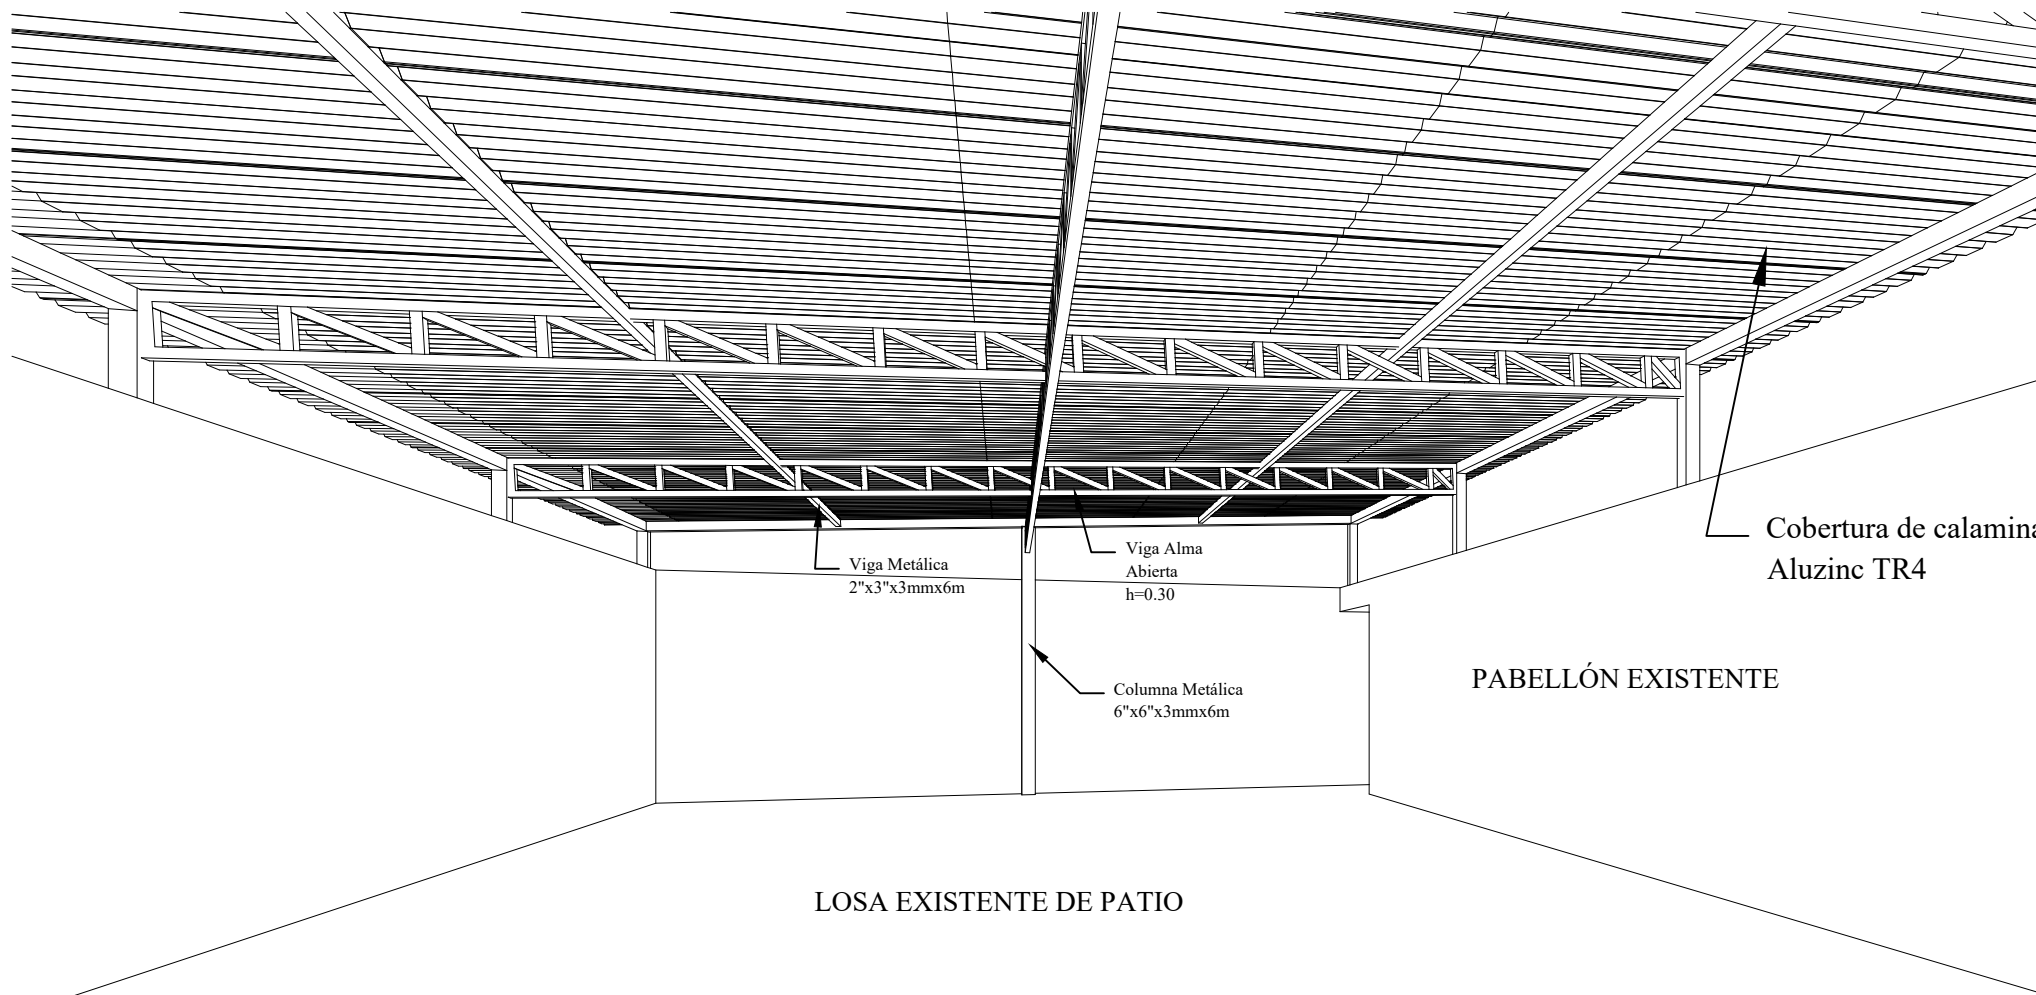 Cobertura de calamina
Aluzinc TR4
Viga Alma
Abierta
h=0.30
Viga Metálica
2"x3"x3mmx6m
Columna Metálica
6"x6"x3mmx6m
PABELLÓN EXISTENTE
LOSA EXISTENTE DE PATIO